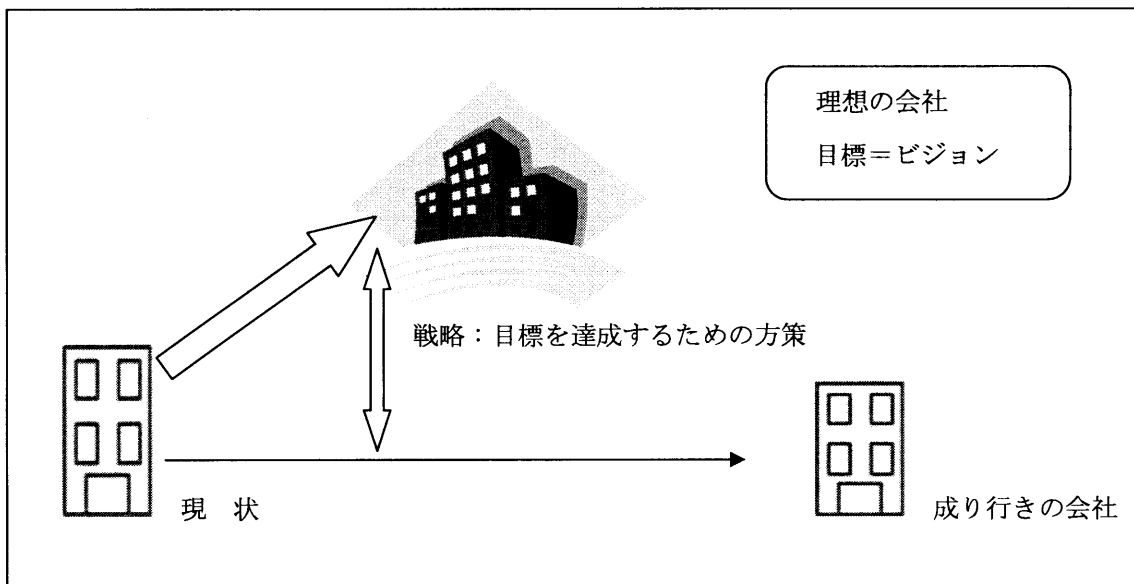 理想の会社
目標＝ビジョン
戦略：目標を達成するための方策
現　状
成り行きの会社